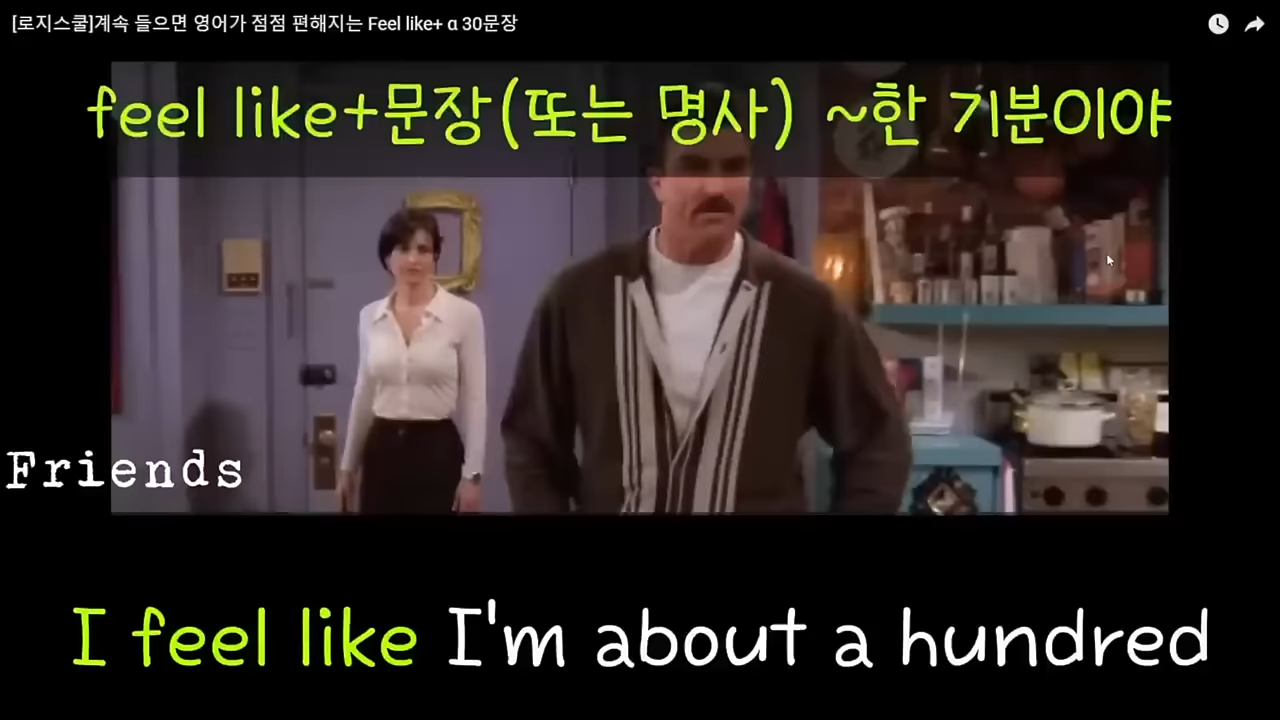 [로지스쿨]계속 들으면 영어가 점점 편해지는 Feel like+ α 30문장
feel like+문장(또는 명사) ~한 기분이야
Friends
I feel like I'm about a hundred